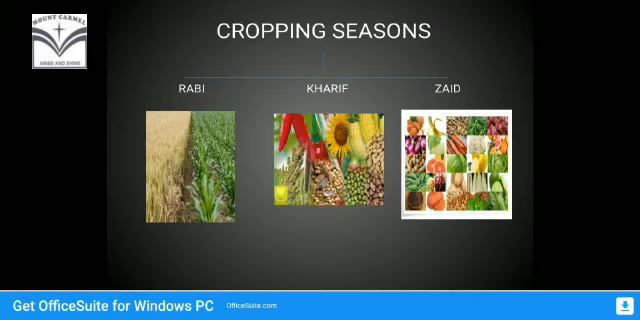 MOUNT CARMEL
ARISE AND SHINE
CROPPING SEASONS
RABI
KHARIF
ZAID
Get OfficeSuite for Windows PC
OfficeSuite.com